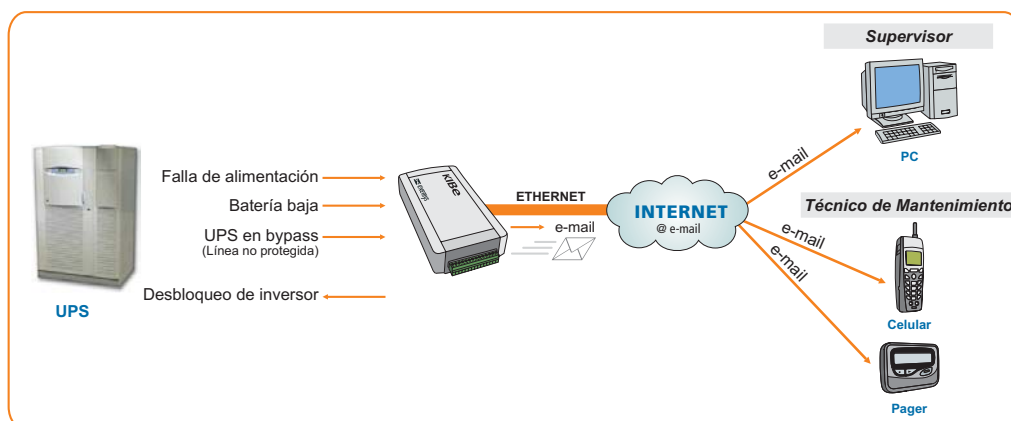 Supervisor
PC
Falla de alimentación
Batería baja
UPS en bypass
(Línea no protegida)
Desbloqueo de inversor
UPS
KIBe
exemys
ETHERNET
e-mail
INTERNET
@ e-mail
e-mail
Técnico de Mantenimiento
e-mail
e-mail
Celular
Pager